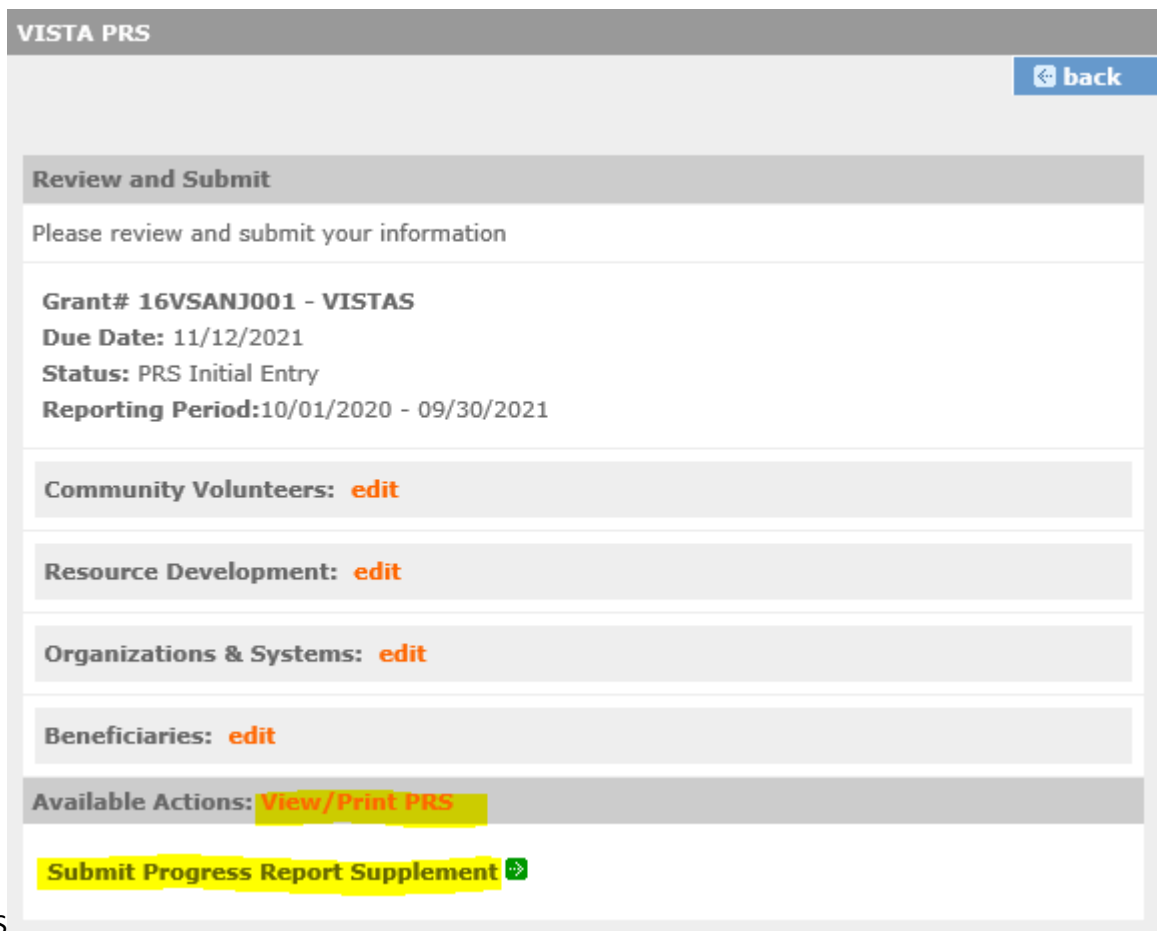 VISTA PRS
back
Review and Submit
Please review and submit your information
Grant# 16VSANJ001 - VISTAS
Due Date: 11/12/2021
Status: PRS Initial Entry
Reporting Period:10/01/2020 - 09/30/2021
Community Volunteers: edit
Resource Development: edit
Organizations & Systems: edit
Beneficiaries: edit
Available Actions: View/Print PRS
Submit Progress Report Supplement
s